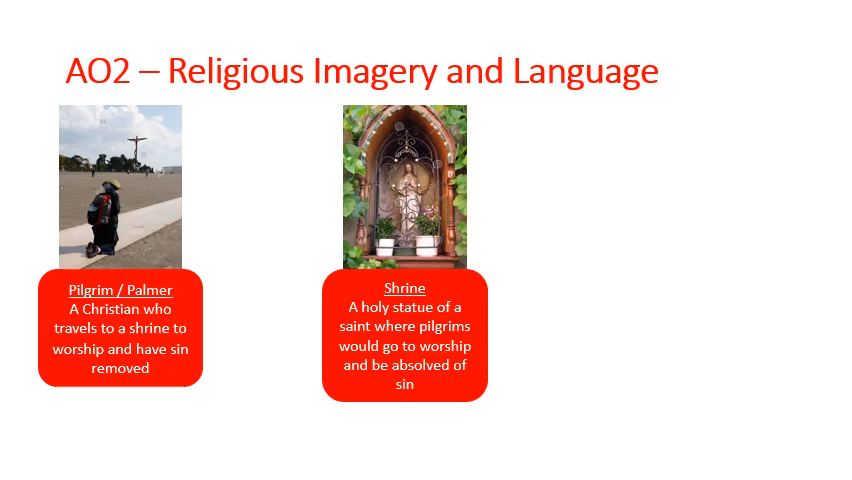 AO2 – Religious Imagery and Language
Pilgrim / Palmer
A Christian who
travels to a shrine to
worship and have sin
removed
Shrine
A holy statue of a
saint where pilgrims
would go to worship
and be absolved of
sin